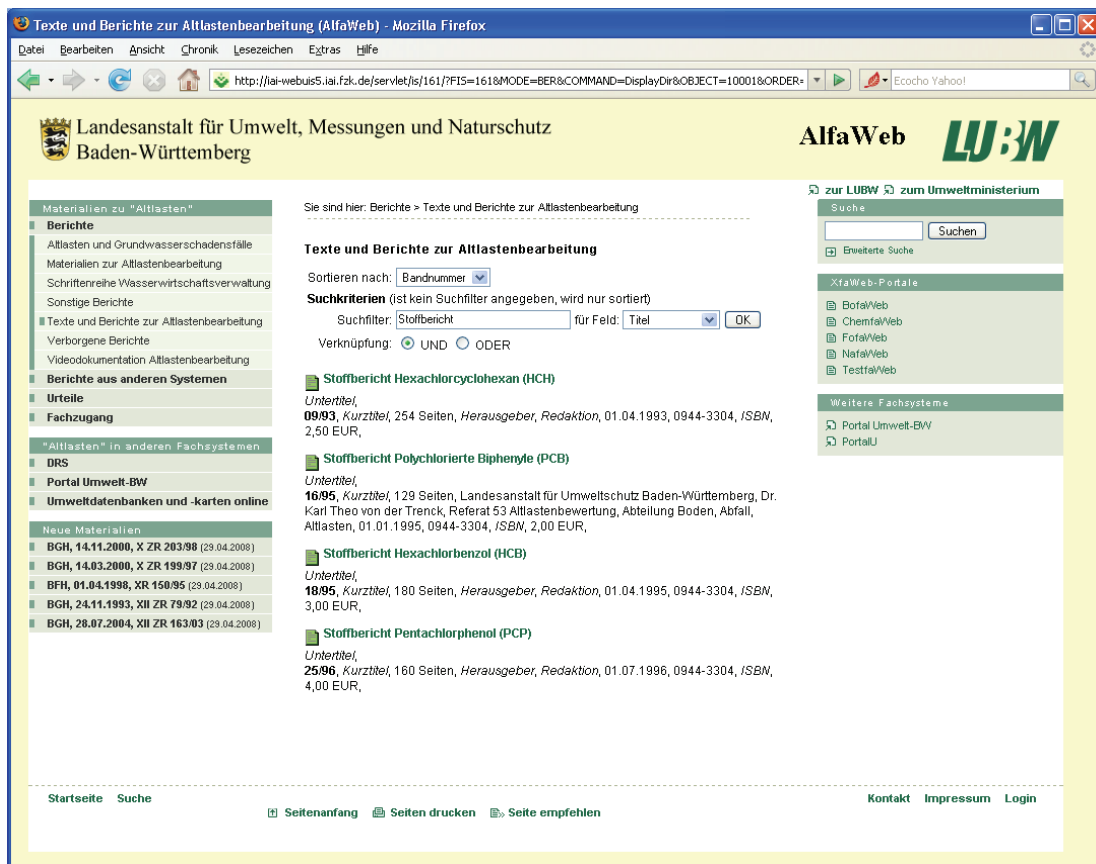 Texte und Berichte zur Altlastenbearbeitung (AlfaWeb) - Mozilla Firefox
Datei Bearbeiten Ansicht Chronik Lesezeichen Extras Hilfe
http://iai-webuis5.iai.fzk.de/servlet/is/161/?FIS=161&MODE=BER&COMMAND=DisplayDir&OBJECT=10001&ORDER=
Ecocho Yahoo!
Landesanstalt für Umwelt, Messungen und Naturschutz
Baden-Württemberg
AlfaWeb
LUBW
zur LUBW zum Umweltministerium
Materialien zu "Altlasten"
Berichte
Altlasten und Grundwasserschadensfälle
Materialien zur Altlastenbearbeitung
Schriftenreihe Wasserwirtschaftsverwaltung
Sonstige Berichte
Texte und Berichte zur Altlastenbearbeitung
Verborgene Berichte
Videodokumentation Altlastenbearbeitung
Berichte aus anderen Systemen
Urteile
Fachzugang
"Altlasten" in anderen Fachsystemen
DRS
Portal Umwelt-BW
Umweltdatenbanken und -karten online
Neue Materialien
BGH, 14.11.2000, X ZR 203/98 (29.04.2008)
BGH, 14.03.2000, X ZR 199/97 (29.04.2008)
BFH, 01.04.1998, XR 150/95 (29.04.2008)
BGH, 24.11.1993, XII ZR 79/92 (29.04.2008)
BGH, 28.07.2004, XII ZR 163/03 (29.04.2008)
Sie sind hier: Berichte > Texte und Berichte zur Altlastenbearbeitung
Texte und Berichte zur Altlastenbearbeitung
Sortieren nach: Bandnummer
Suchkriterien (ist kein Suchfilter angegeben, wird nur sortiert)
Suchfilter: Stoffbericht für Feld: Titel OK
Verknüpfung: UND ODER
Stoffbericht Hexachlorcyclohexan (HCH)
Untertitel,
09/93, Kurztitel, 254 Seiten, Herausgeber, Redaktion, 01.04.1993, 0944-3304, ISBN,
2,50 EUR,
Stoffbericht Polychlorierte Biphenyle (PCB)
Untertitel,
16/95, Kurztitel, 129 Seiten, Landesanstalt für Umweltschutz Baden-Württemberg, Dr.
Karl Theo von der Trenck, Referat 53 Altlastenbewertung, Abteilung Boden, Abfall,
Altlasten, 01.01.1995, 0944-3304, ISBN, 2,00 EUR,
Stoffbericht Hexachlorbenzol (HCB)
Untertitel,
18/95, Kurztitel, 180 Seiten, Herausgeber, Redaktion, 01.04.1995, 0944-3304, ISBN,
3,00 EUR,
Stoffbericht Pentachlorphenol (PCP)
Untertitel,
25/96, Kurztitel, 160 Seiten, Herausgeber, Redaktion, 01.07.1996, 0944-3304, ISBN,
4,00 EUR,
Suche
Suchen
Erweiterte Suche
XfaWeb-Portale
BofaWeb
ChemfaWeb
FofaWeb
NafaWeb
TestfaWeb
Weitere Fachsysteme
Portal Umwelt-BW
PortalU
Startseite Suche
Seitenanfang Seiten drucken Seite empfehlen
Kontakt Impressum Login